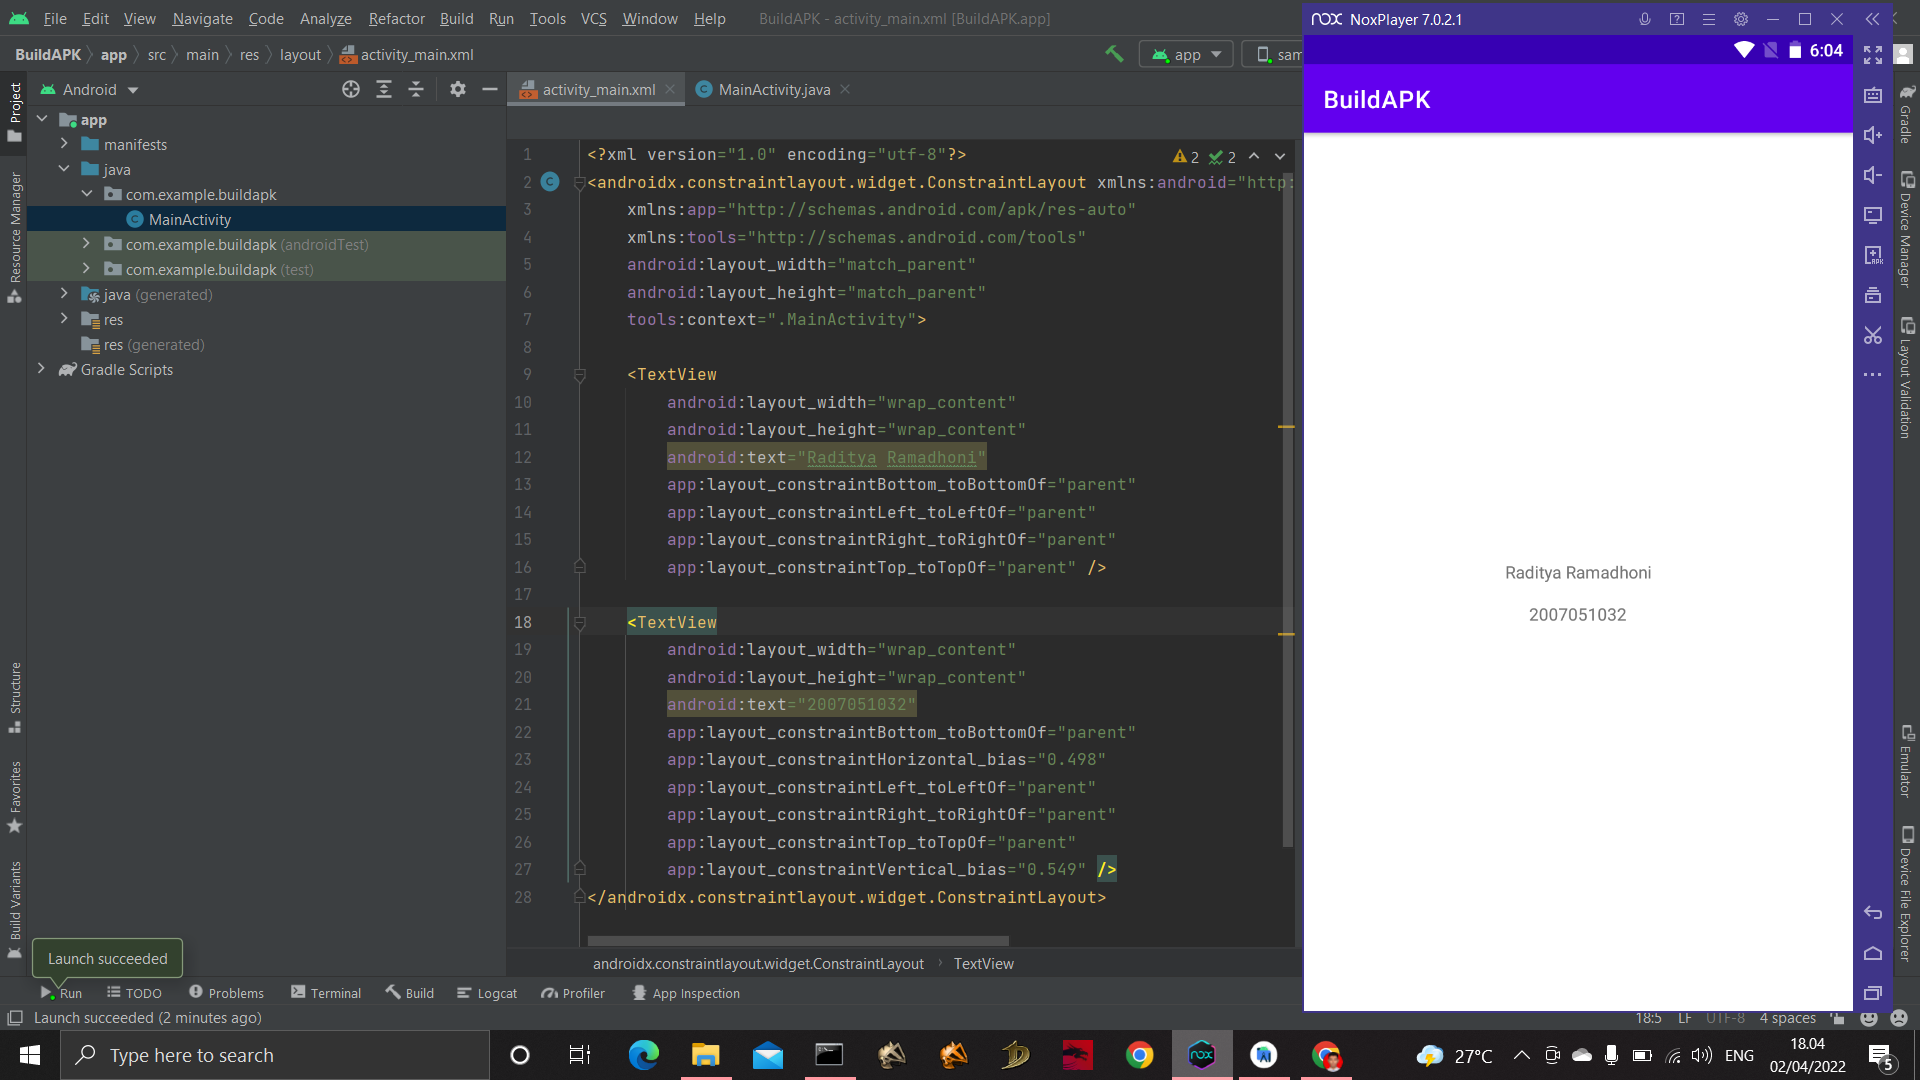 File Edit View Navigate Code Analyze Refactor Build Run Tools VCS Window Help BuildAPK - activity_main.xml [BuildAPK.app]
BuildAPK app src main res layout activity_main.xml app sam
Project
Resource Manager
Structure
Favorites
Build Variants
Android
app
manifests
java
com.example.buildapk
MainActivity
com.example.buildapk (androidTest)
com.example.buildapk (test)
java (generated)
res
res (generated)
Gradle Scripts
activity_main.xml MainActivity.java
2 2
1 <?xml version="1.0" encoding="utf-8"?>
2 <androidx.constraintlayout.widget.ConstraintLayout xmlns:android="http:
3 xmlns:app="http://schemas.android.com/apk/res-auto"
4 xmlns:tools="http://schemas.android.com/tools"
5 android:layout_width="match_parent"
6 android:layout_height="match_parent"
7 tools:context=".MainActivity">
8
9 <TextView
10 android:layout_width="wrap_content"
11 android:layout_height="wrap_content"
12 android:text="Raditya Ramadhoni"
13 app:layout_constraintBottom_toBottomOf="parent"
14 app:layout_constraintLeft_toLeftOf="parent"
15 app:layout_constraintRight_toRightOf="parent"
16 app:layout_constraintTop_toTopOf="parent" />
17
18 <TextView
19 android:layout_width="wrap_content"
20 android:layout_height="wrap_content"
21 android:text="2007051032"
22 app:layout_constraintBottom_toBottomOf="parent"
23 app:layout_constraintHorizontal_bias="0.498"
24 app:layout_constraintLeft_toLeftOf="parent"
25 app:layout_constraintRight_toRightOf="parent"
26 app:layout_constraintTop_toTopOf="parent"
27 app:layout_constraintVertical_bias="0.549" />
28 </androidx.constraintlayout.widget.ConstraintLayout>
androidx.constraintlayout.widget.ConstraintLayout TextView
nox NoxPlayer 7.0.2.1
6:04
BuildAPK
Raditya Ramadhoni
2007051032
Gradle
Device Manager
Layout Validation
Emulator
Device File Explorer
Launch succeeded
Run TODO Problems Terminal Build Logcat Profiler App Inspection
Launch succeeded (2 minutes ago) 18:5 LF UTF-8 4 spaces
Type here to search
nox
27°C ENG
18.04
02/04/2022
5